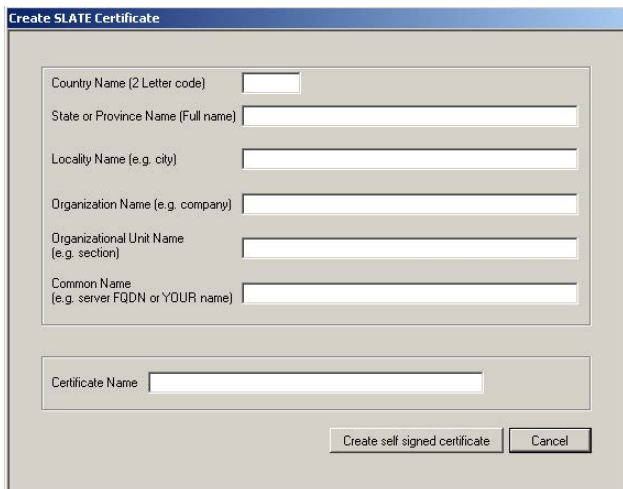 Create SLATE Certificate
Country Name (2 Letter code)
State or Province Name (Full name)
Locality Name (e.g. city)
Organization Name (e.g. company)
Organizational Unit Name
(e.g. section)
Common Name
(e.g. server FQDN or YOUR name)
Certificate Name
Create self signed certificate
Cancel